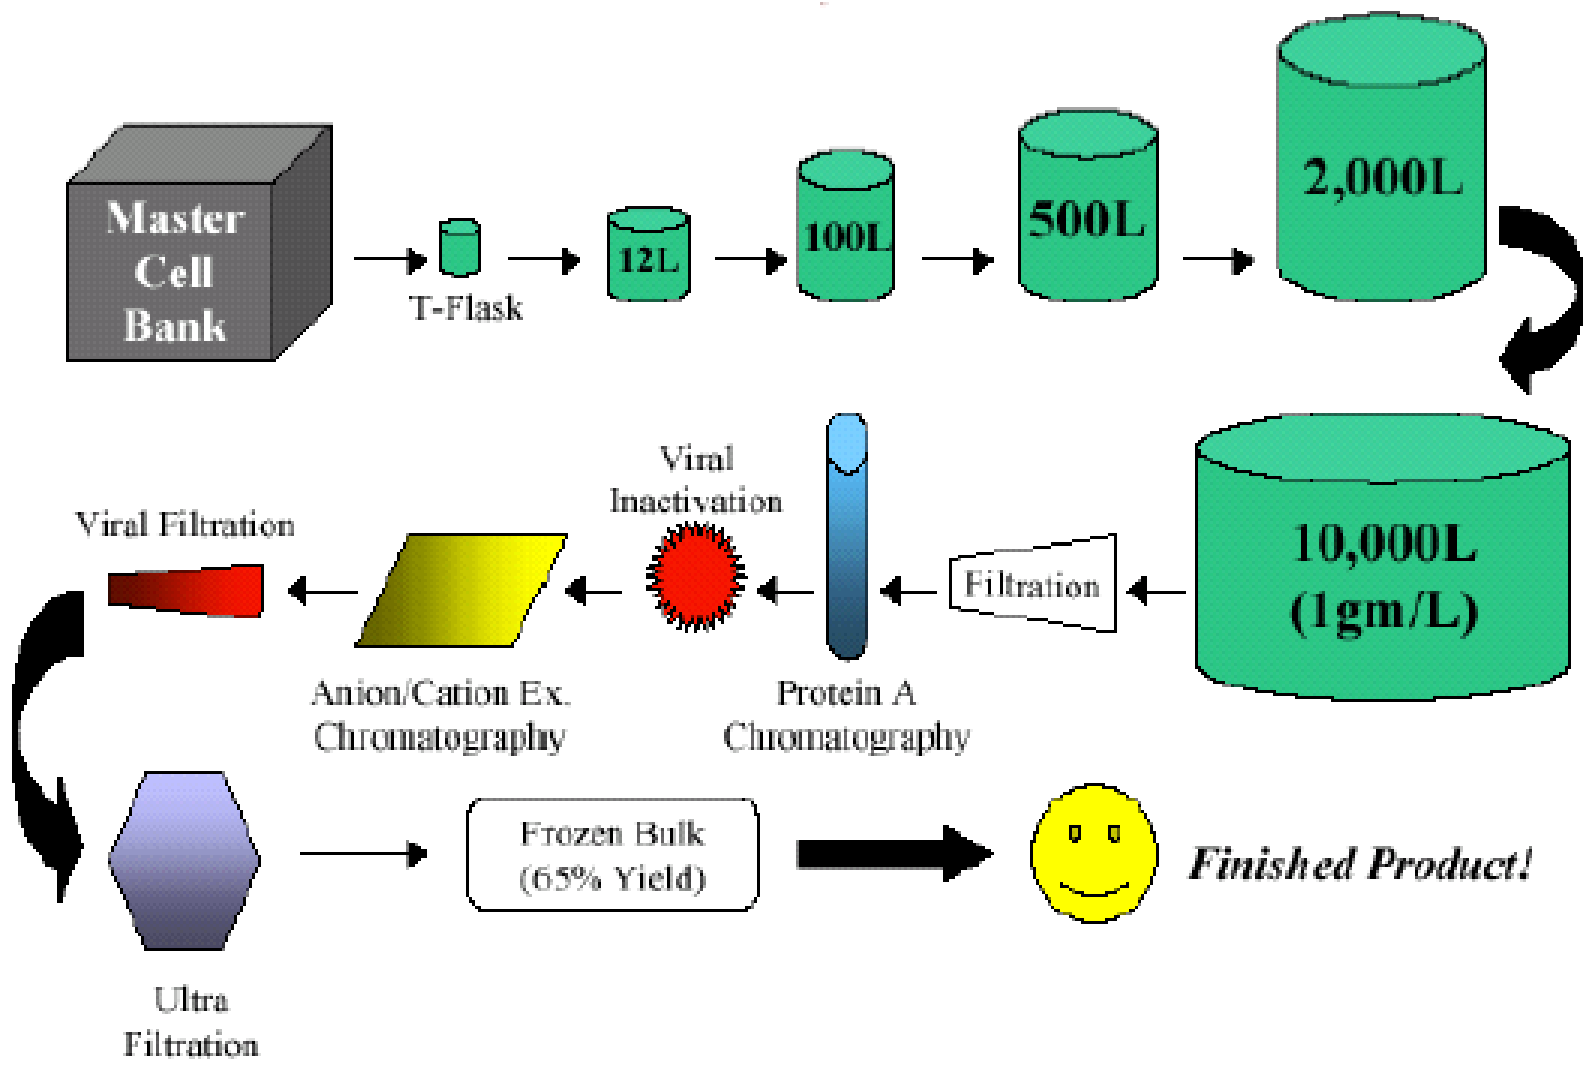 Master
Cell
Bank
T-Flask
12L
100L
500L
2,000L
10,000L
(1gm/L)
Filtration
Protein A
Chromatography
Viral
Inactivation
Anion/Cation Ex.
Chromatography
Viral Filtration
Ultra
Filtration
Frozen Bulk
(65% Yield)
Finished Product!